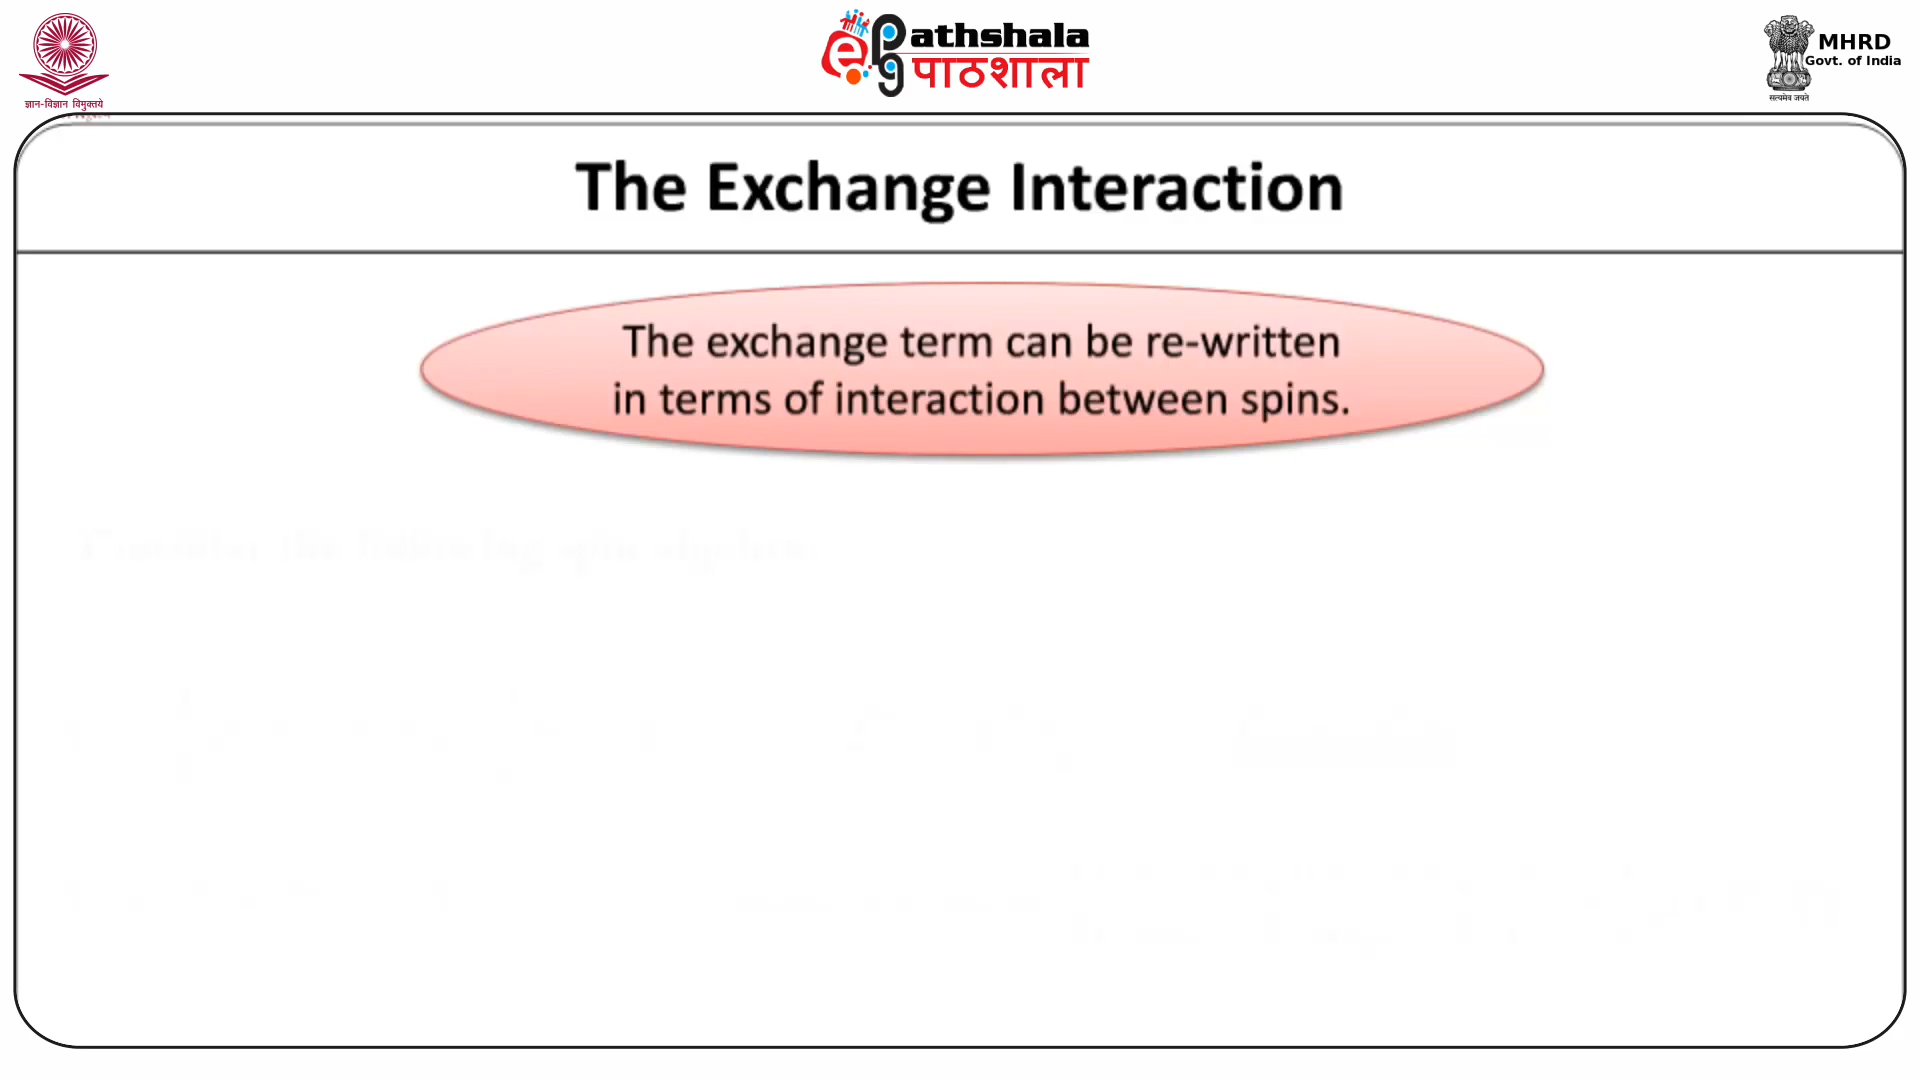 ज्ञान-विज्ञान विमुक्तये
ePathshala
पाठशाला
MHRD
Govt. of India
सत्यमेव जयते
The Exchange Interaction
The exchange term can be re-written
in terms of interaction between spins.